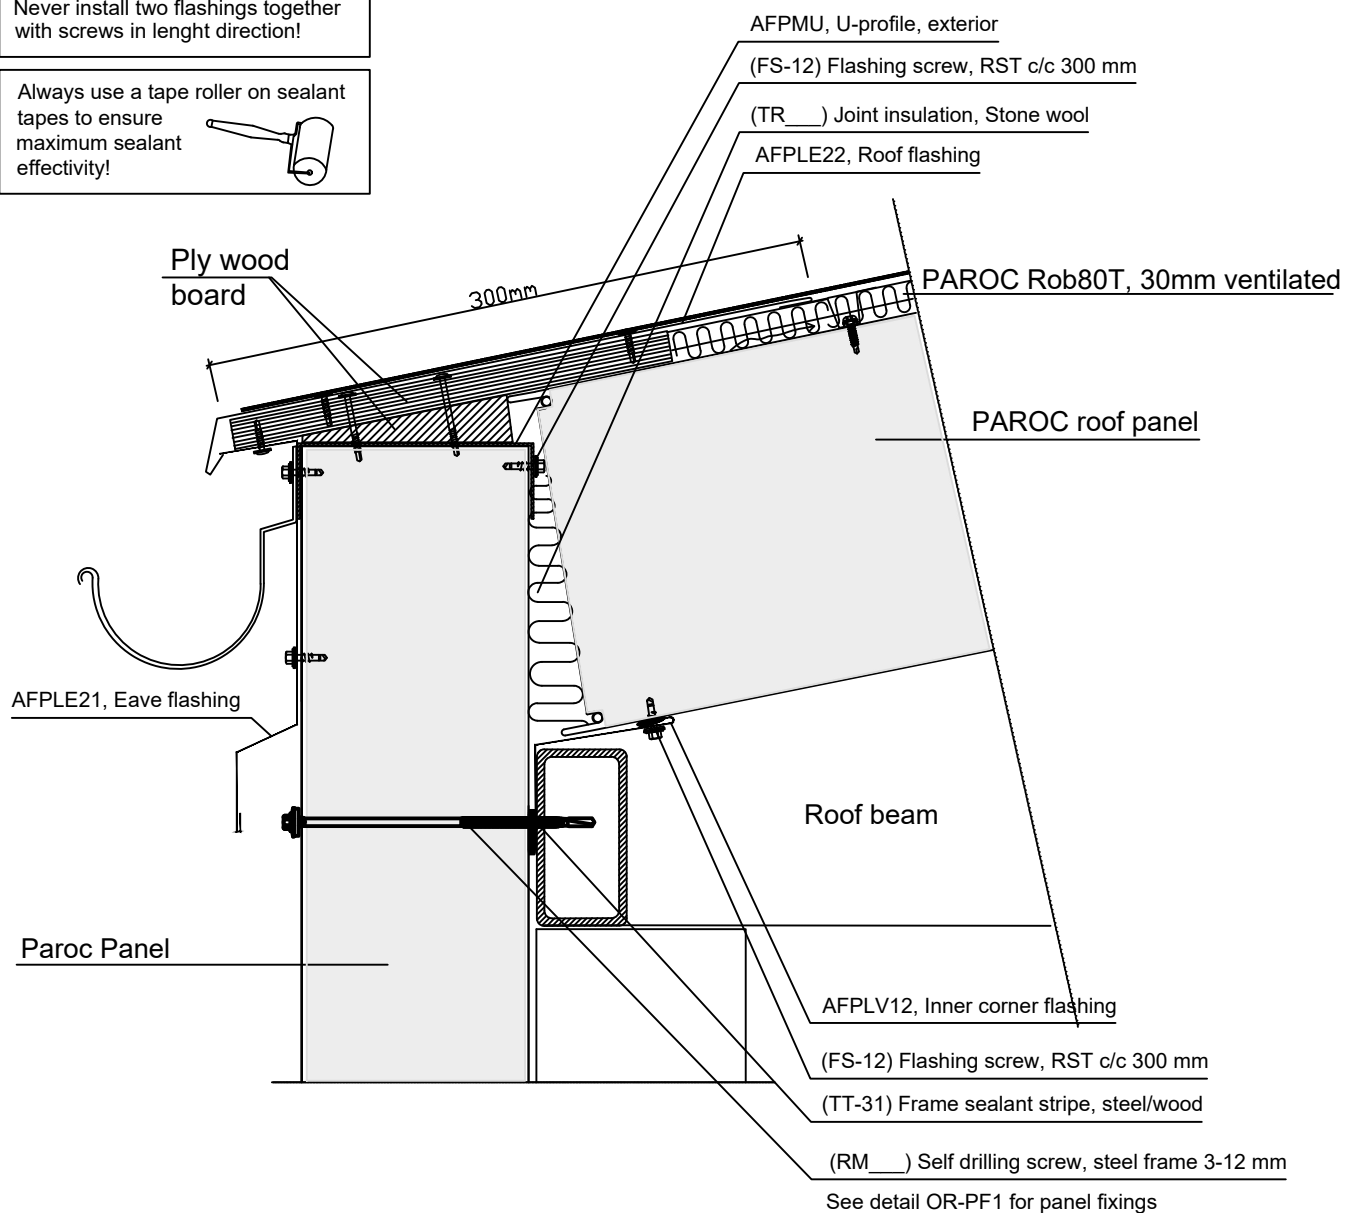 Never install two flashings together
with screws in lenght direction!
Always use a tape roller on sealant
tapes to ensure
maximum sealant
effectivity!
AFPMU, U-profile, exterior
(FS-12) Flashing screw, RST c/c 300 mm
(TR___) Joint insulation, Stone wool
AFPLE22, Roof flashing
Ply wood
board
300mm
PAROC Rob80T, 30mm ventilated
PAROC roof panel
AFPLE21, Eave flashing
Roof beam
Paroc Panel
AFPLV12, Inner corner flashing
(FS-12) Flashing screw, RST c/c 300 mm
(TT-31) Frame sealant stripe, steel/wood
(RM___) Self drilling screw, steel frame 3-12 mm
See detail OR-PF1 for panel fixings